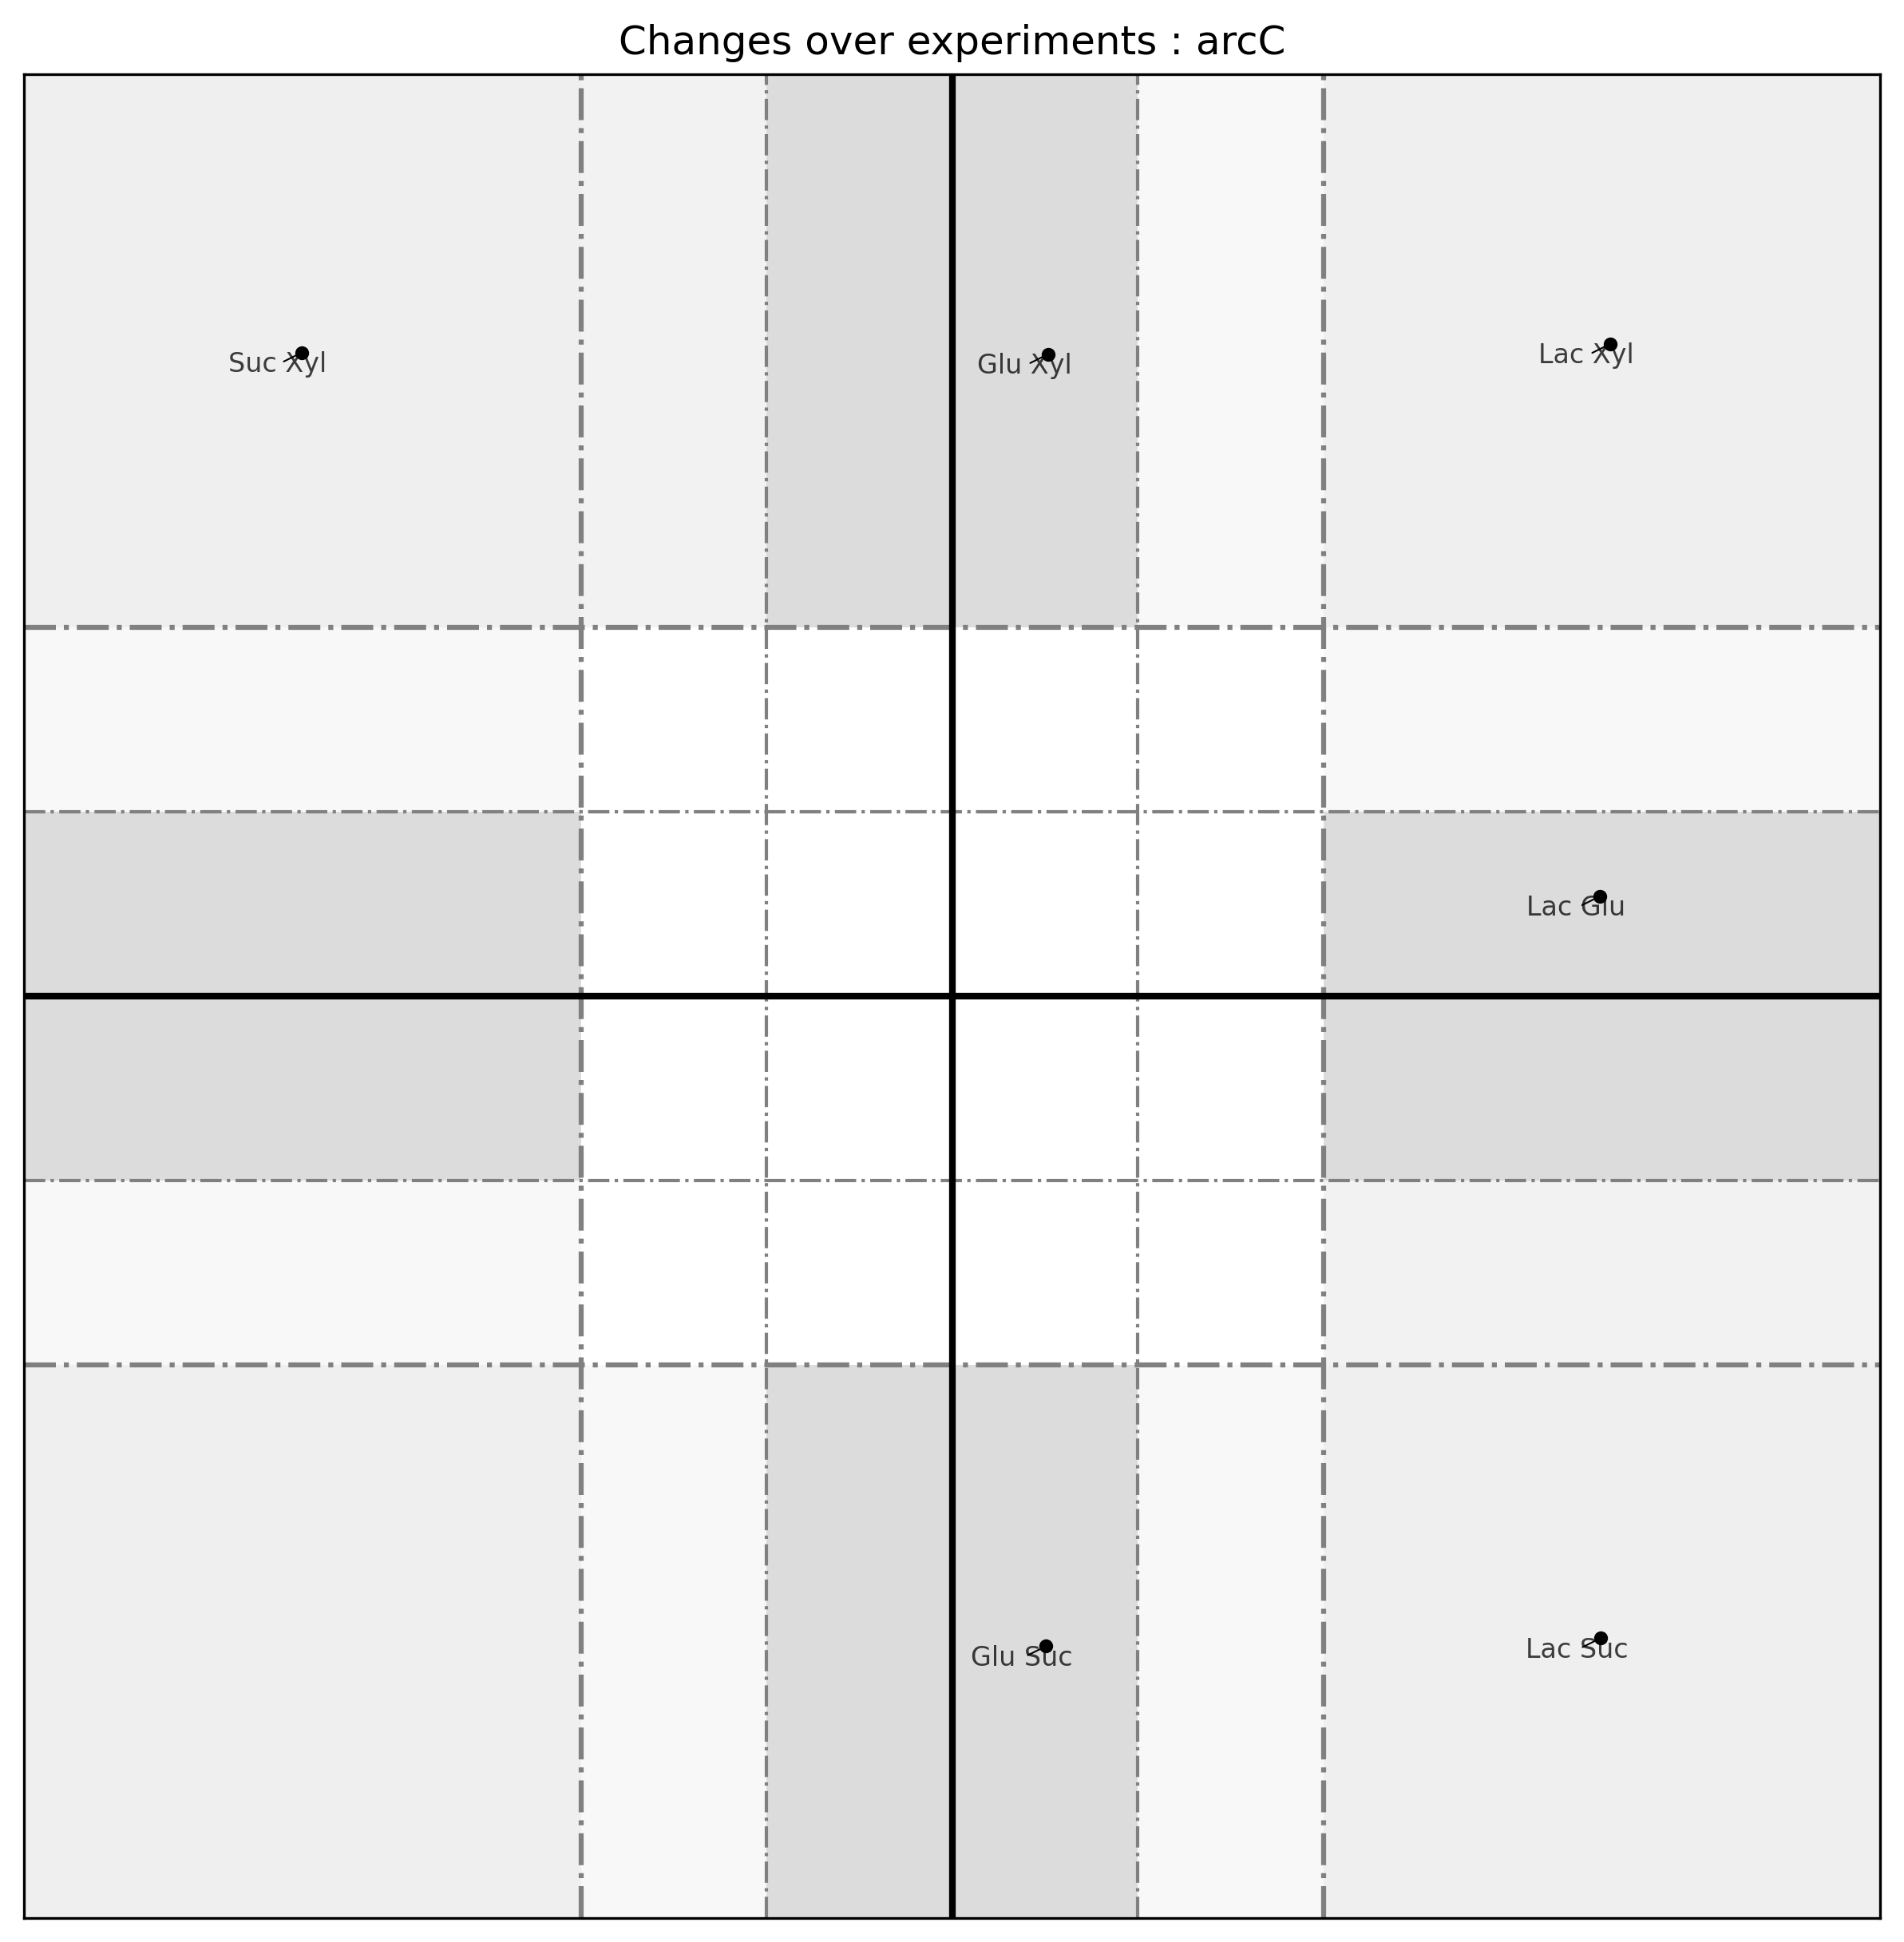 Changes over experiments : arcC
Suc Xyl
Glu Xyl
Lac Xyl
Lac Glu
Glu Suc
Lac Suc